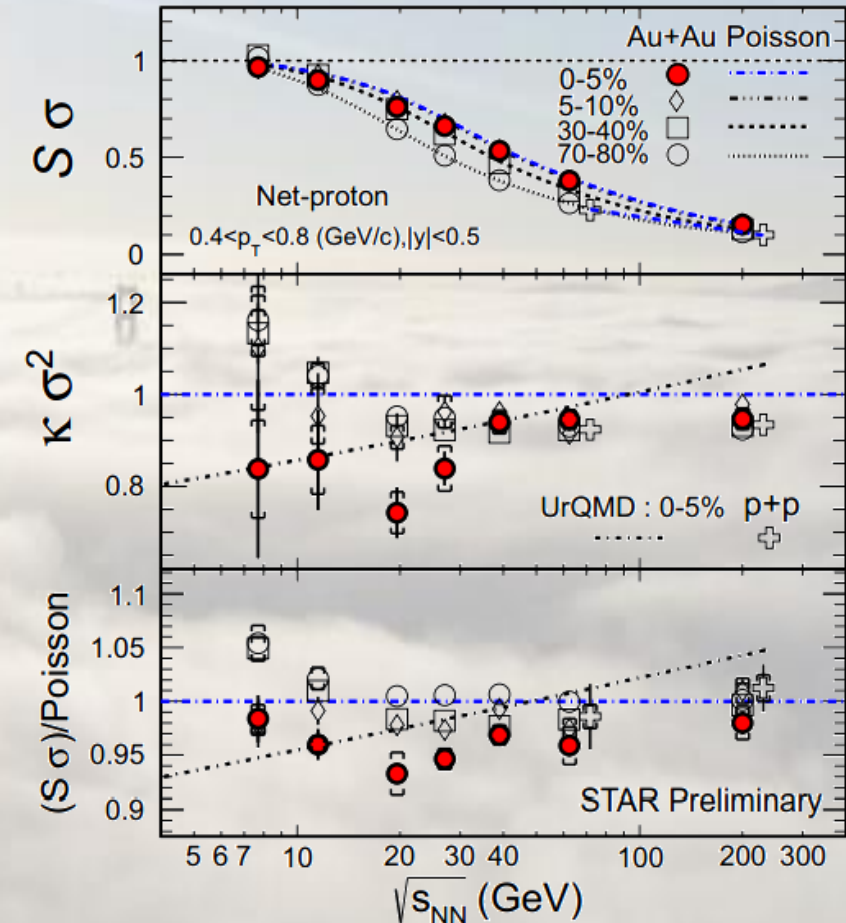 Au+Au Poisson
0-5%
5-10%
30-40%
70-80%
Net-proton
0.4<p_T<0.8 (GeV/c),|y|<0.5
S σ
1
0.5
0
κ σ²
1.2
1
0.8
UrQMD : 0-5% p+p
(S σ)/Poisson
1.1
1.05
1
0.95
0.9
STAR Preliminary
5 6 7 10 20 30 40 100 200 300
√s_NN (GeV)